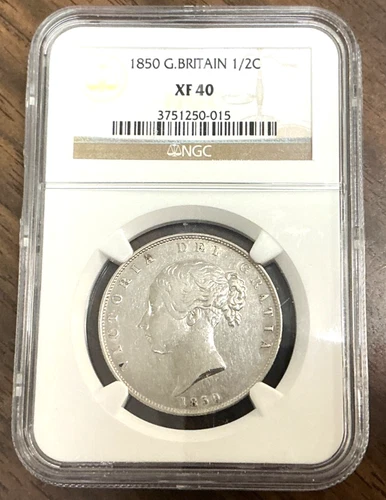 1850 G.BRITAIN 1/2C
XF 40
3751250-015
NGC
VICTORIA DEI GRATIA
1850